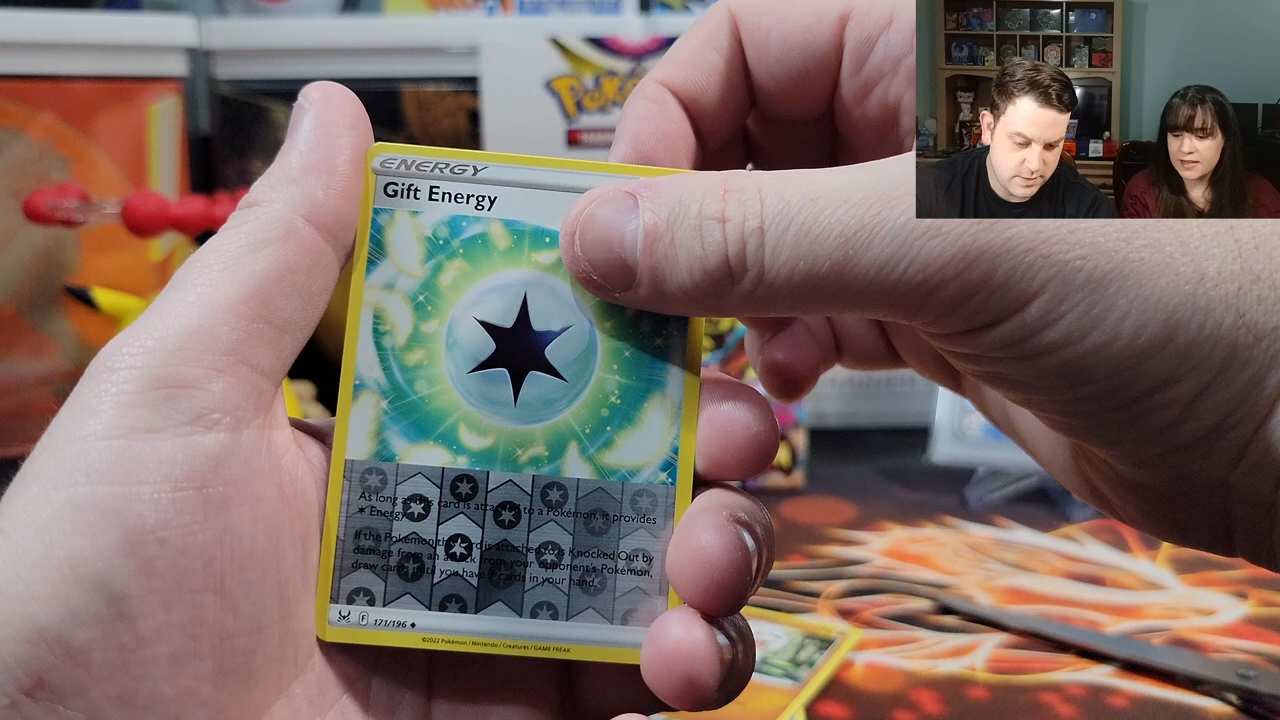 Poké
ENERGY
Gift Energy
As long as this card is attached to a Pokémon, it provides
Energy.
If the Pokémon this card is attached to is Knocked Out by
damage from an attack from your opponent's Pokémon,
draw cards until you have 7 cards in your hand.
F 171/196
©2022 Pokémon / Nintendo / Creatures / GAME FREAK